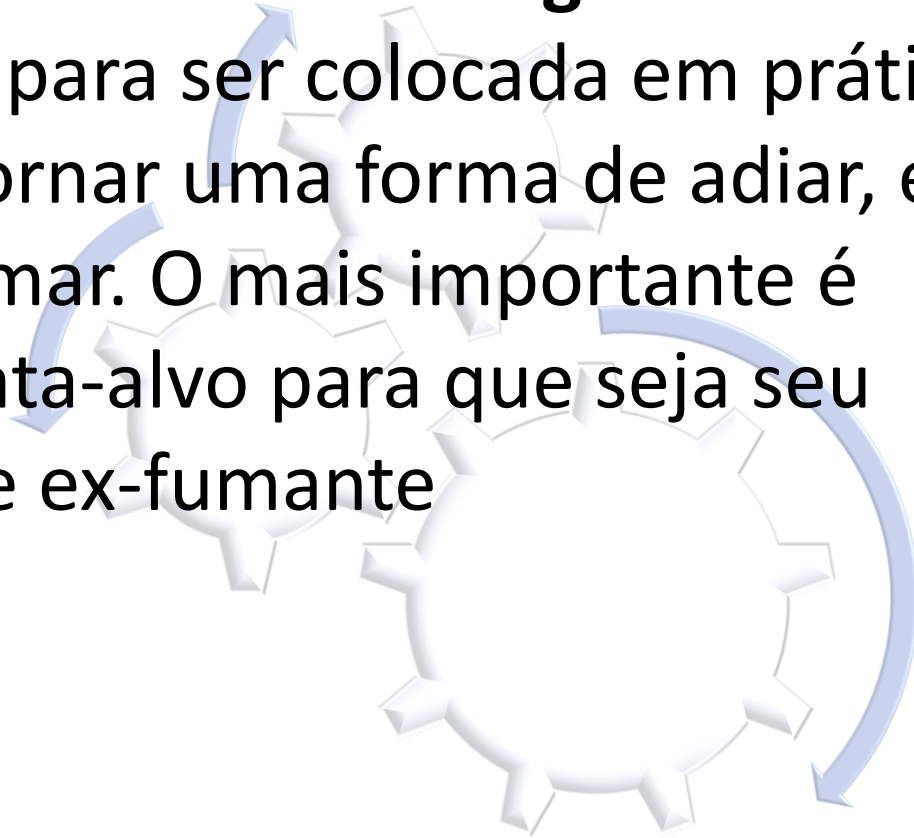 para ser colocada em práti
ornar uma forma de adiar, e
mar. O mais importante é
ta-alvo para que seja seu
e ex-fumante